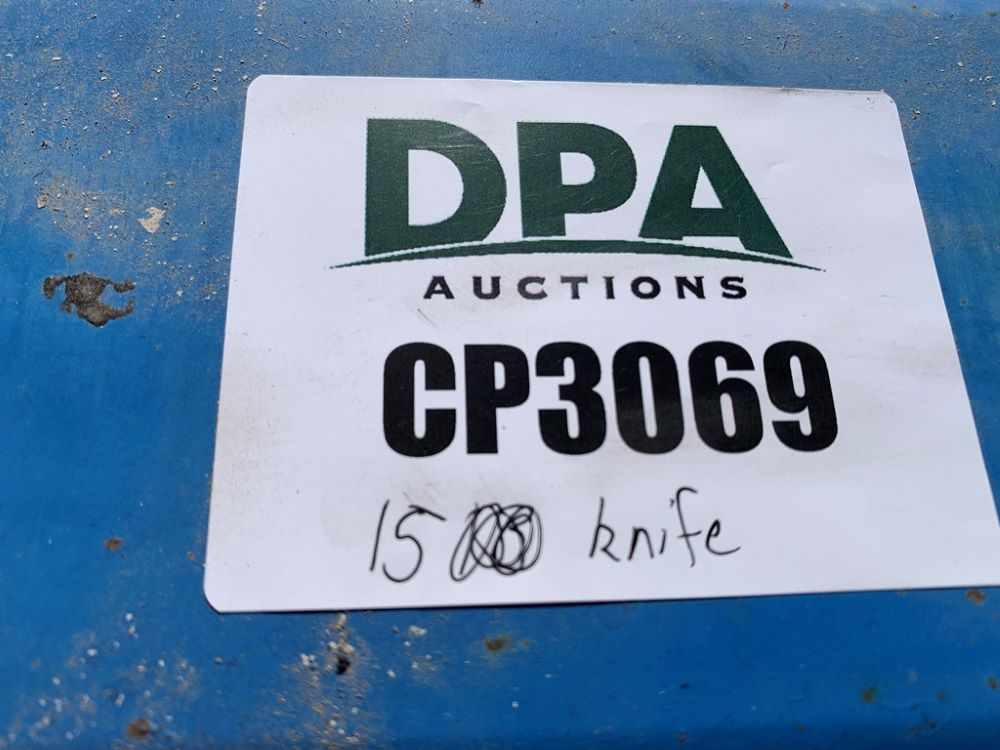 DPA
AUCTIONS
CP3069
15 knife